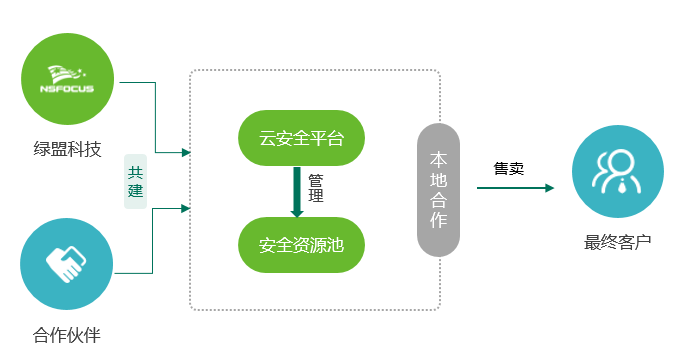 NSFOCUS
绿盟科技
共建
合作伙伴
云安全平台
管理
安全资源池
本地合作
售卖
最终客户